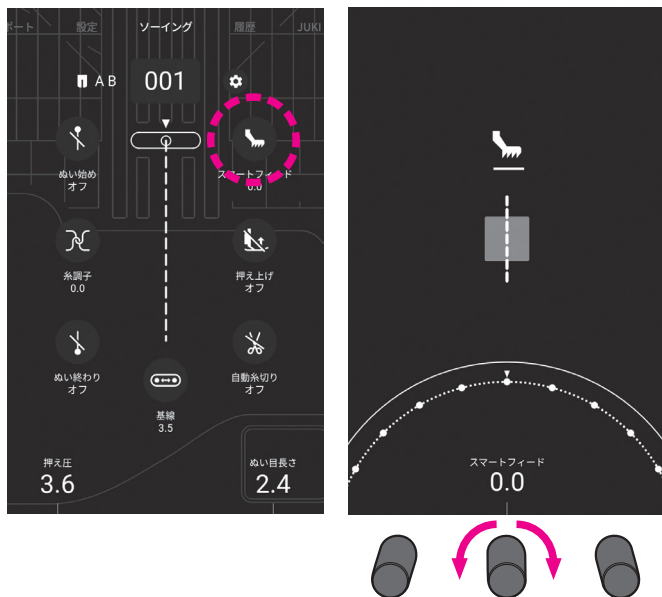 ポート 設定 ソーイング 履歴 JUKI
A B 001
ぬい始め
オフ
スマートフィード
0.0
糸調子
0.0
押え上げ
オフ
ぬい終わり
オフ
自動糸切り
オフ
基線
3.5
押え圧
3.6
ぬい目長さ
2.4
スマートフィード
0.0